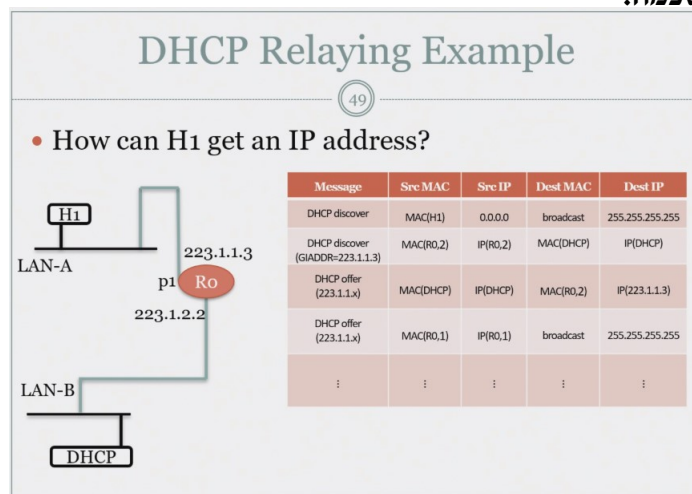 DHCP Relaying Example
49
• How can H1 get an IP address?
H1
LAN-A
223.1.1.3
p1
R0
223.1.2.2
LAN-B
DHCP
Message Src MAC Src IP Dest MAC Dest IP
DHCP discover MAC(H1) 0.0.0.0 broadcast 255.255.255.255
DHCP discover
(GIADDR=223.1.1.3) MAC(R0,2) IP(R0,2) MAC(DHCP) IP(DHCP)
DHCP offer
(223.1.1.x) MAC(DHCP) IP(DHCP) MAC(R0,2) IP(223.1.1.3)
DHCP offer
(223.1.1.x) MAC(R0,1) IP(R0,1) broadcast 255.255.255.255
⋮ ⋮ ⋮ ⋮ ⋮